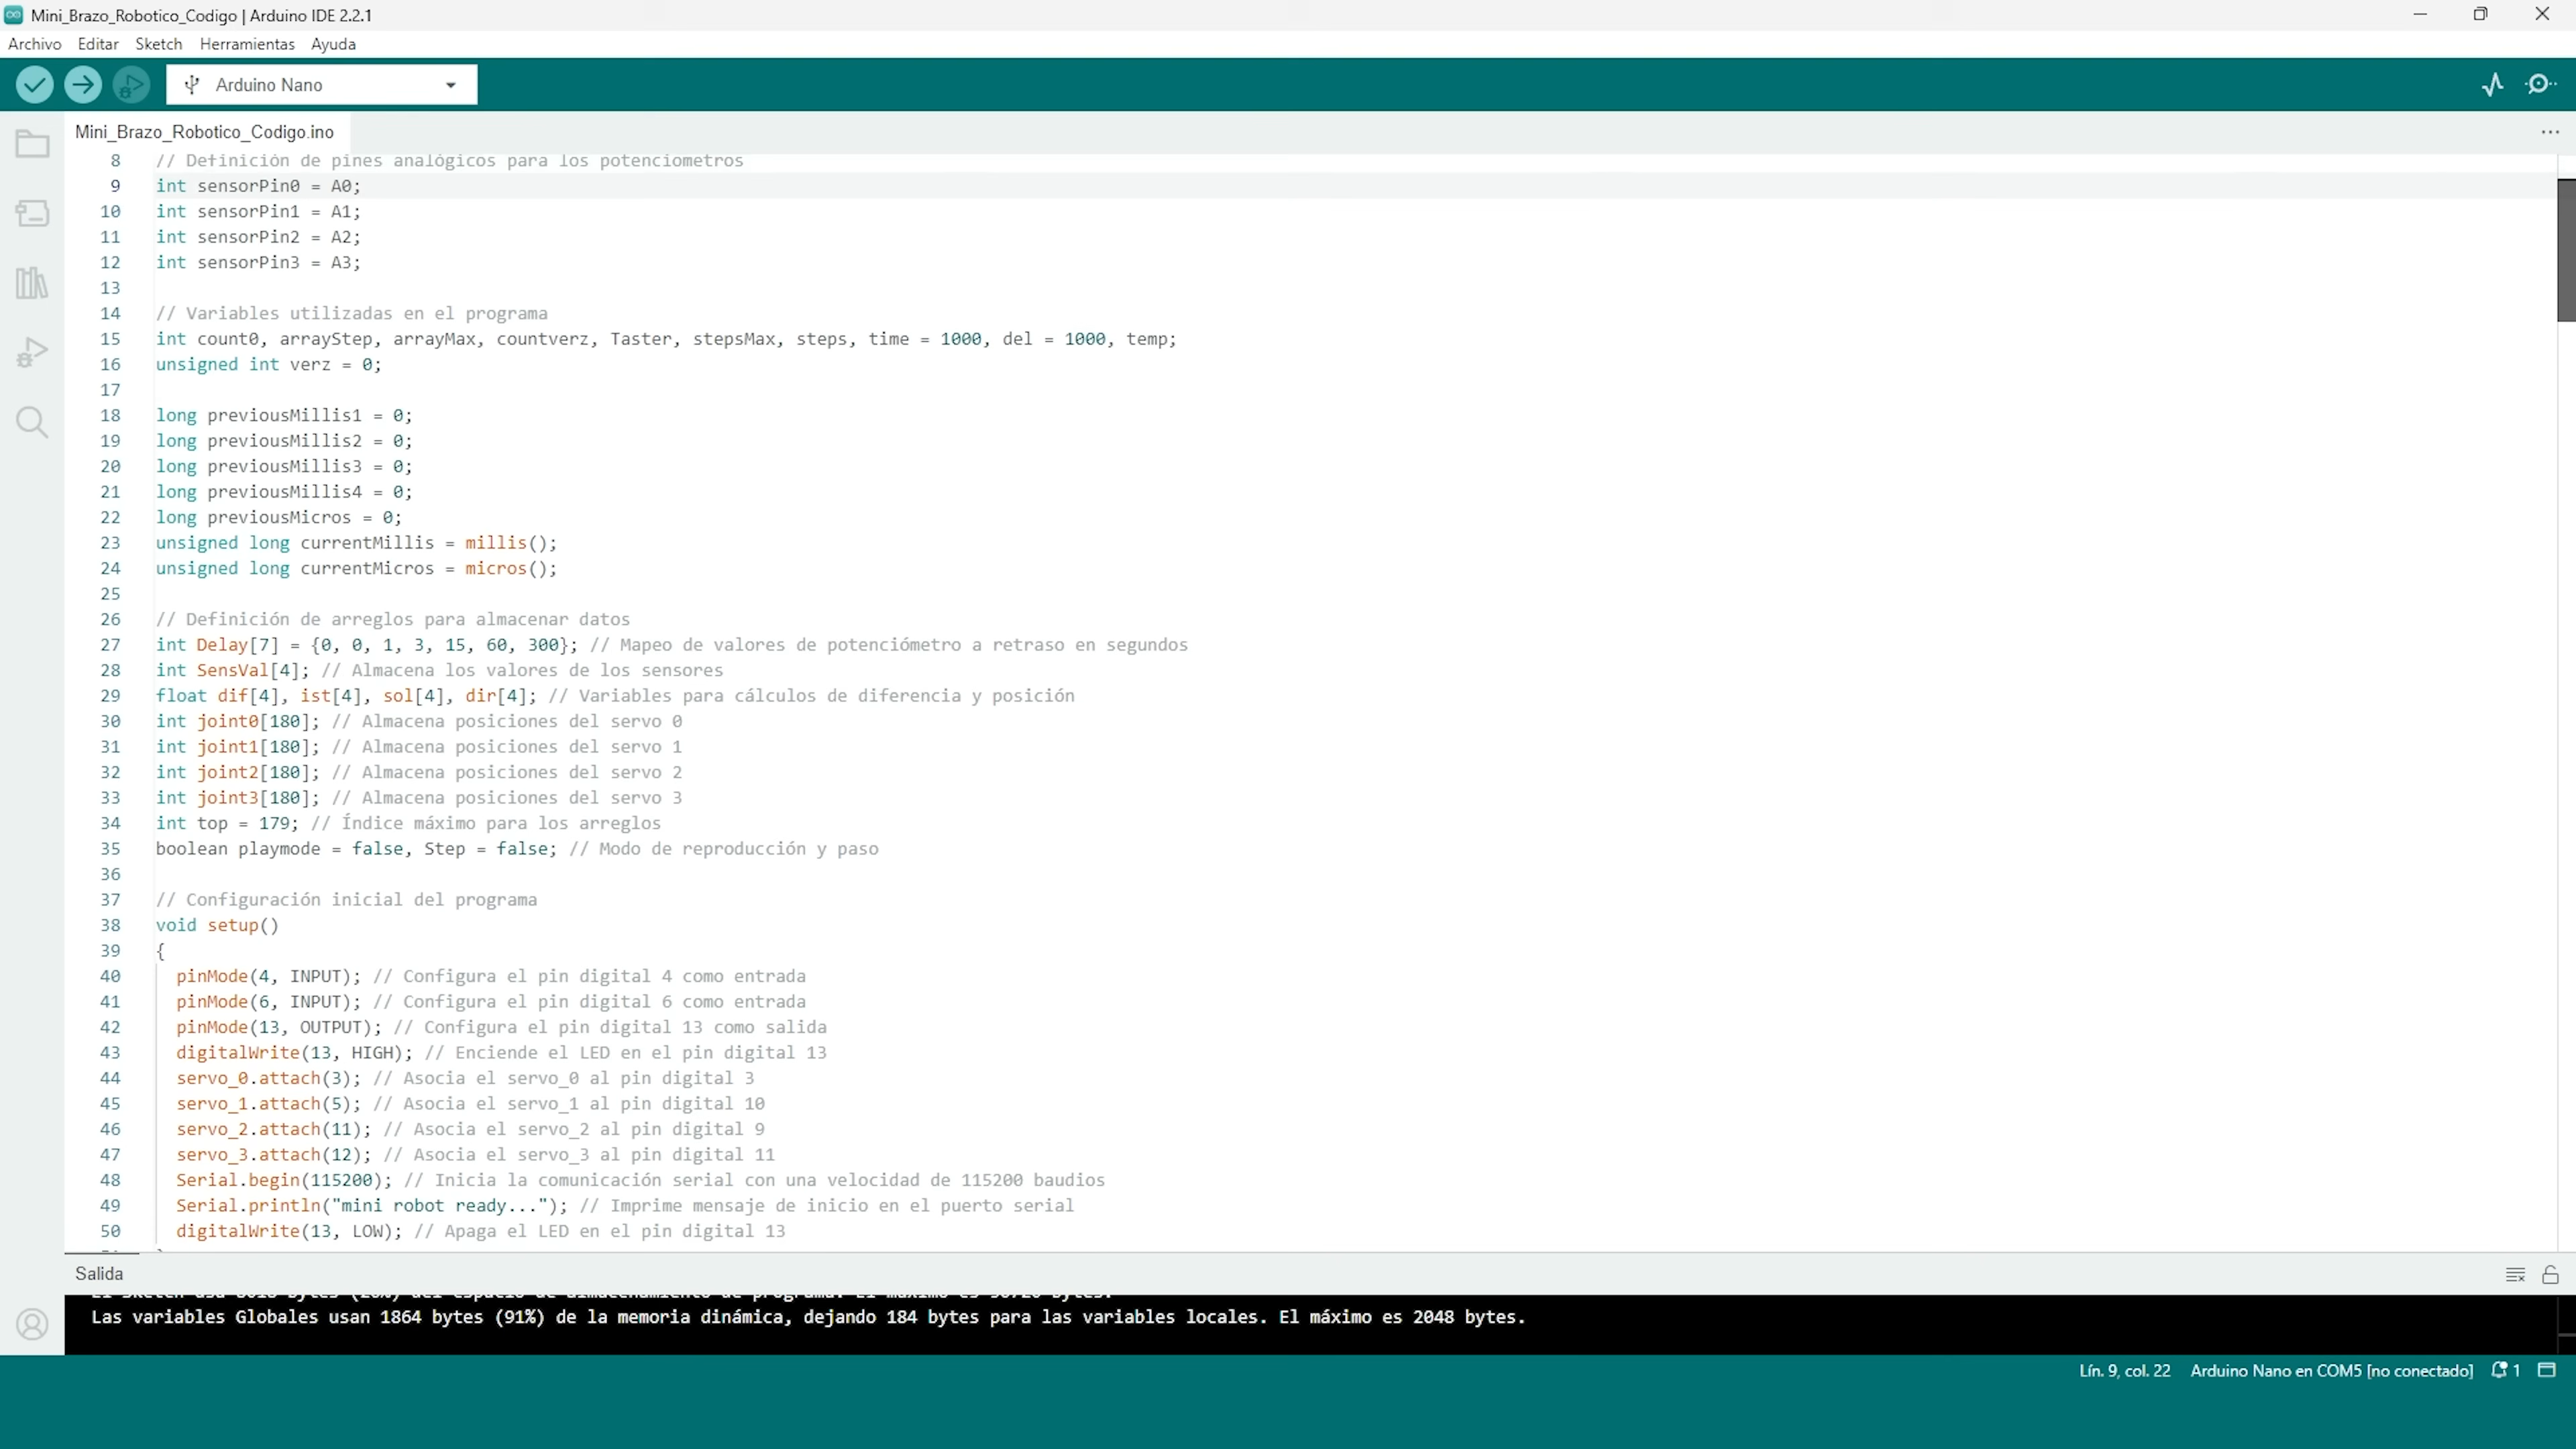 Mini_Brazo_Robotico_Codigo | Arduino IDE 2.2.1
Archivo Editar Sketch Herramientas Ayuda
Arduino Nano
Mini_Brazo_Robotico_Codigo.ino
8 // Definición de pines analógicos para los potenciómetros
9 int sensorPin0 = A0;
10 int sensorPin1 = A1;
11 int sensorPin2 = A2;
12 int sensorPin3 = A3;
13
14 // Variables utilizadas en el programa
15 int count0, arrayStep, arrayMax, countverz, Taster, stepsMax, steps, time = 1000, del = 1000, temp;
16 unsigned int verz = 0;
17
18 long previousMillis1 = 0;
19 long previousMillis2 = 0;
20 long previousMillis3 = 0;
21 long previousMillis4 = 0;
22 long previousMicros = 0;
23 unsigned long currentMillis = millis();
24 unsigned long currentMicros = micros();
25
26 // Definición de arreglos para almacenar datos
27 int Delay[7] = {0, 0, 1, 3, 15, 60, 300}; // Mapeo de valores de potenciómetro a retraso en segundos
28 int SensVal[4]; // Almacena los valores de los sensores
29 float dif[4], ist[4], sol[4], dir[4]; // Variables para cálculos de diferencia y posición
30 int joint0[180]; // Almacena posiciones del servo 0
31 int joint1[180]; // Almacena posiciones del servo 1
32 int joint2[180]; // Almacena posiciones del servo 2
33 int joint3[180]; // Almacena posiciones del servo 3
34 int top = 179; // Índice máximo para los arreglos
35 boolean playmode = false, Step = false; // Modo de reproducción y paso
36
37 // Configuración inicial del programa
38 void setup()
39 {
40 pinMode(4, INPUT); // Configura el pin digital 4 como entrada
41 pinMode(6, INPUT); // Configura el pin digital 6 como entrada
42 pinMode(13, OUTPUT); // Configura el pin digital 13 como salida
43 digitalWrite(13, HIGH); // Enciende el LED en el pin digital 13
44 servo_0.attach(3); // Asocia el servo_0 al pin digital 3
45 servo_1.attach(5); // Asocia el servo_1 al pin digital 10
46 servo_2.attach(11); // Asocia el servo_2 al pin digital 9
47 servo_3.attach(12); // Asocia el servo_3 al pin digital 11
48 Serial.begin(115200); // Inicia la comunicación serial con una velocidad de 115200 baudios
49 Serial.println("mini robot ready..."); // Imprime mensaje de inicio en el puerto serial
50 digitalWrite(13, LOW); // Apaga el LED en el pin digital 13
Salida
Las variables Globales usan 1864 bytes (91%) de la memoria dinámica, dejando 184 bytes para las variables locales. El máximo es 2048 bytes.
Lín. 9, col. 22 Arduino Nano en COM5 [no conectado] 1